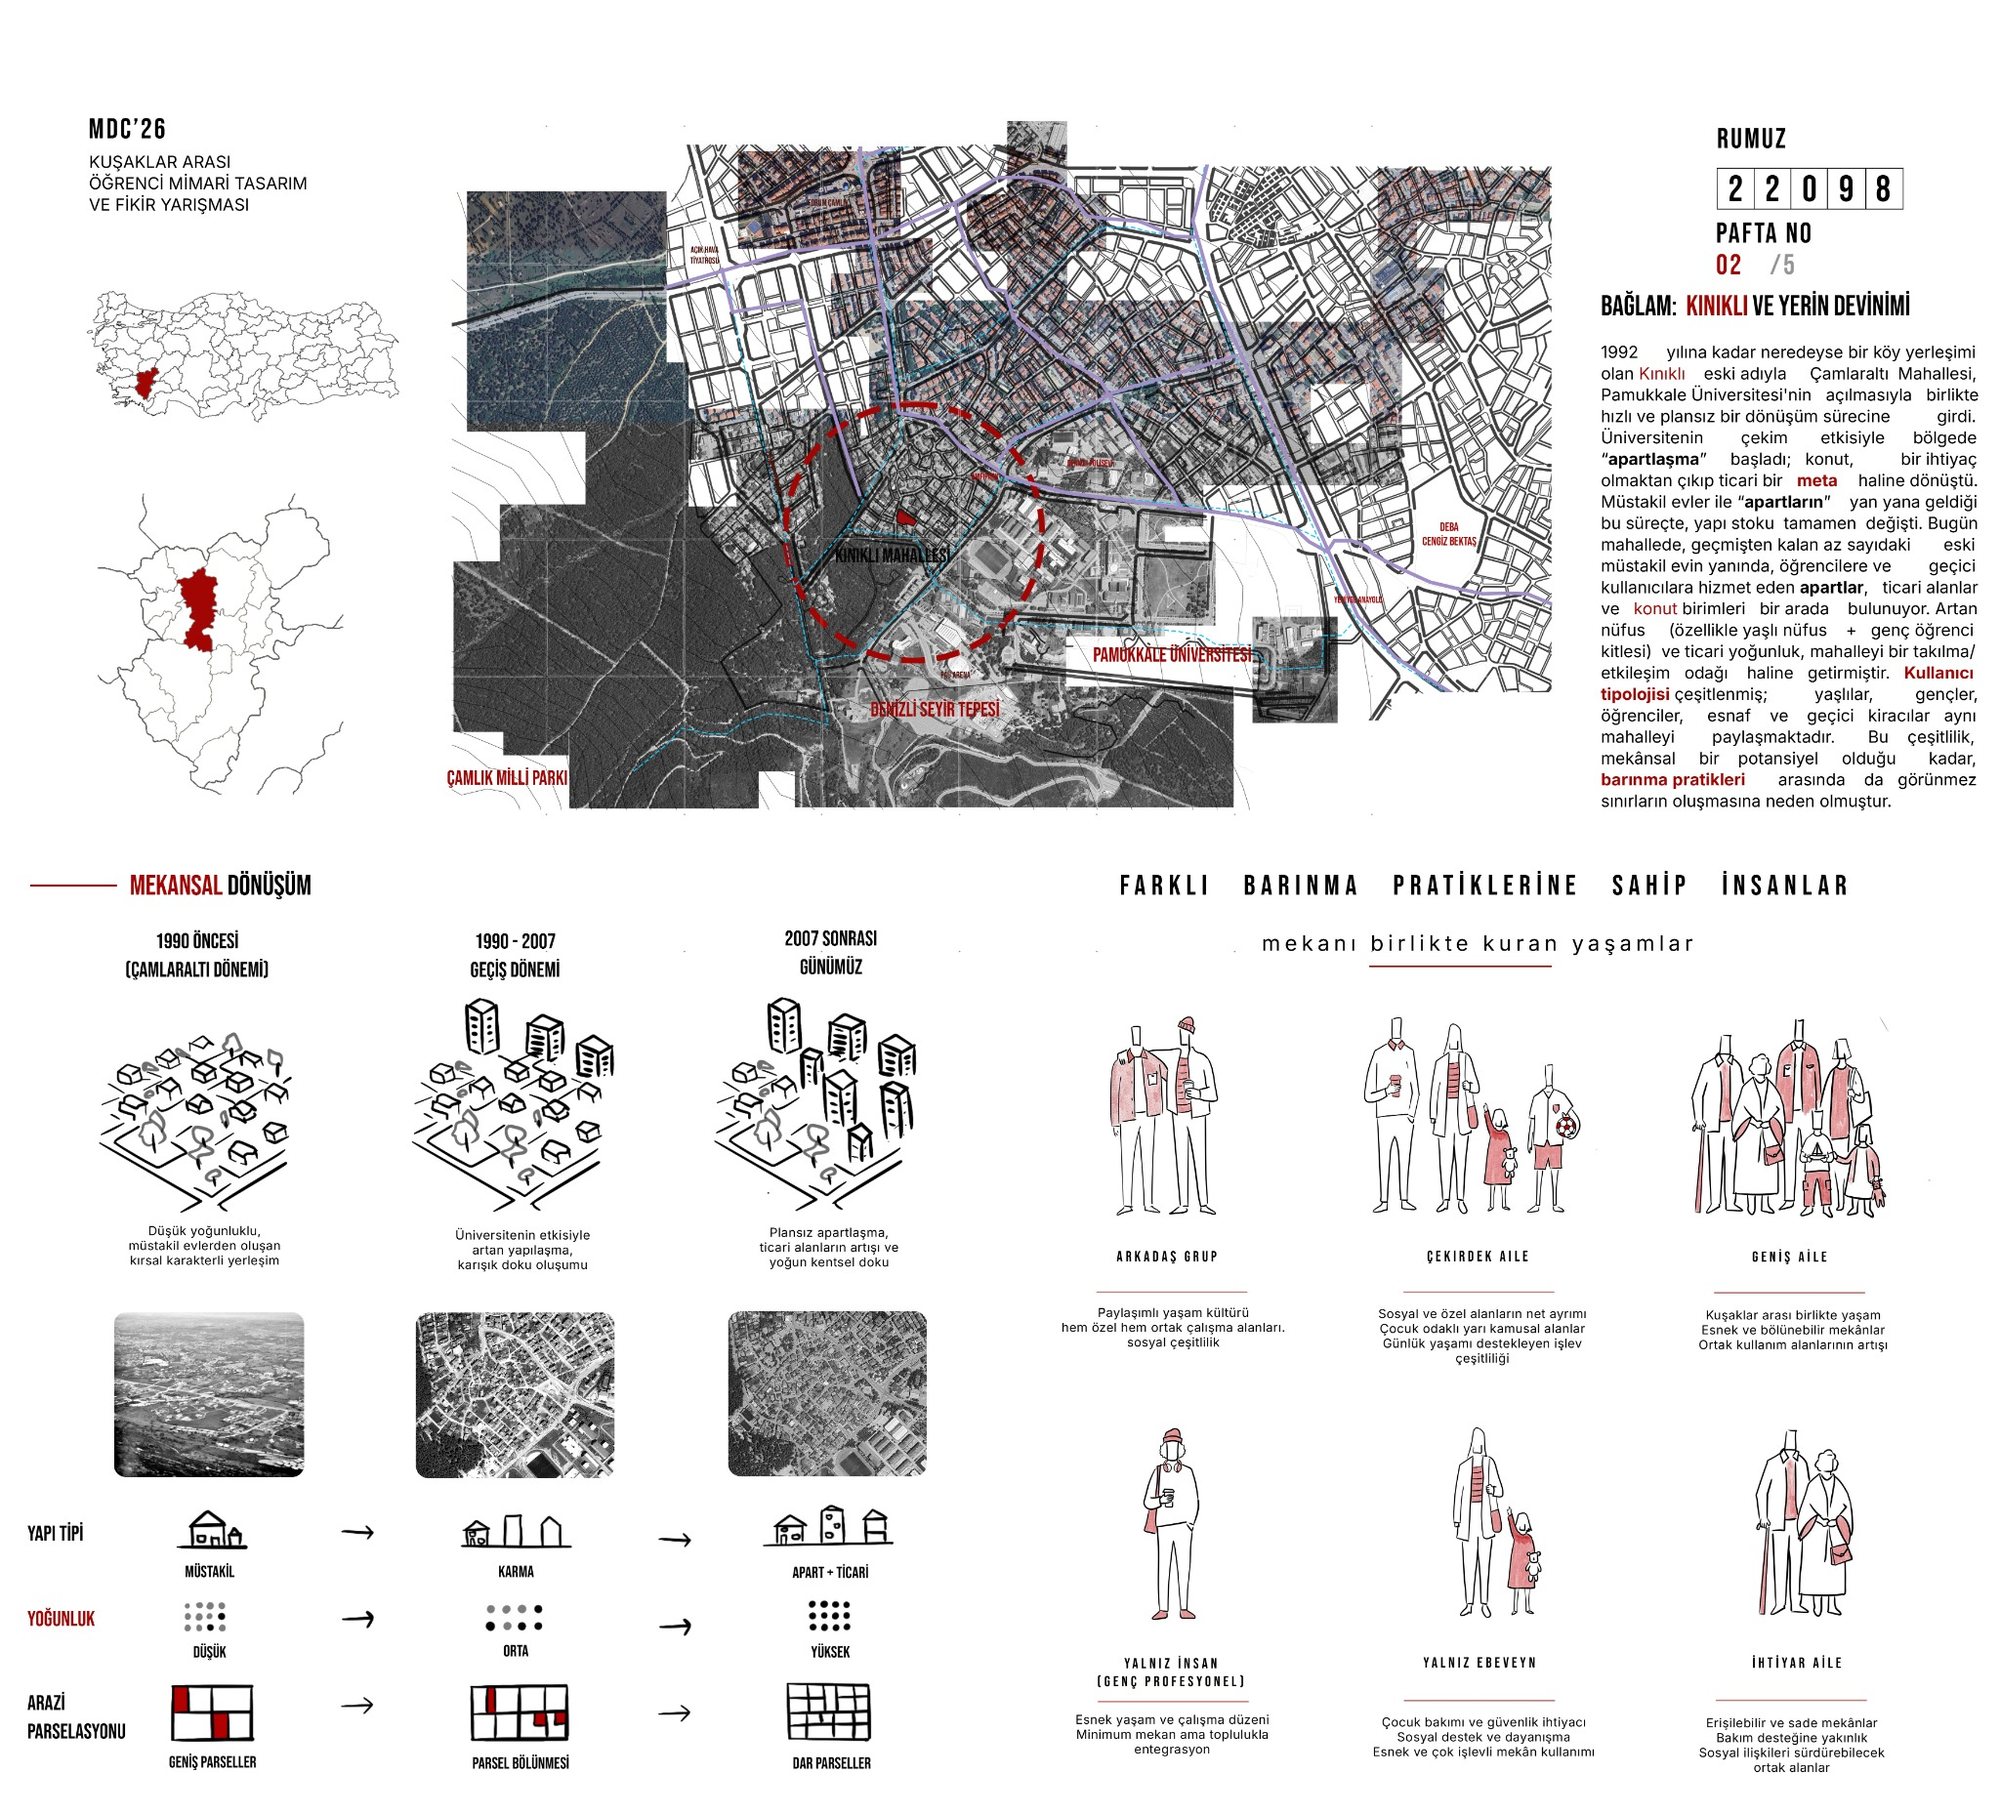 MDC’26
KUŞAKLAR ARASI
ÖĞRENCİ MİMARİ TASARIM
VE FİKİR YARIŞMASI
AÇIK HAVA
TİYATROSU
KINIKLI MAHALLESİ
DEBA
CENGİZ BEKTAŞ
PAMUKKALE ÜNİVERSİTESİ
DENİZLİ SEYİR TEPESİ
ÇAMLIK MİLLİ PARKI
RUMUZ
22098
PAFTA NO
02 /5
BAĞLAM: KINIKLI VE YERİN DEVİNİMİ
1992 yılına kadar neredeyse bir köy yerleşimi
olan Kınıklı eski adıyla Çamlaraltı Mahallesi,
Pamukkale Üniversitesi'nin açılmasıyla birlikte
hızlı ve plansız bir dönüşüm sürecine girdi.
Üniversitenin çekim etkisiyle bölgede
“apartlaşma” başladı; konut, bir ihtiyaç
olmaktan çıkıp ticari bir meta haline dönüştü.
Müstakil evler ile “apartların” yan yana geldiği
bu süreçte, yapı stoku tamamen değişti. Bugün
mahallede, geçmişten kalan az sayıdaki eski
müstakil evin yanında, öğrencilere ve geçici
kullanıcılara hizmet eden apartlar, ticari alanlar
ve konut birimleri bir arada bulunuyor. Artan
nüfus (özellikle yaşlı nüfus + genç öğrenci
kitlesi) ve ticari yoğunluk, mahalleyi bir takılma/
etkileşim odağı haline getirmiştir. Kullanıcı
tipolojisi çeşitlenmiş; yaşlılar, gençler,
öğrenciler, esnaf ve geçici kiracılar aynı
mahalleyi paylaşmaktadır. Bu çeşitlilik,
mekânsal bir potansiyel olduğu kadar,
barınma pratikleri arasında da görünmez
sınırların oluşmasına neden olmuştur.
MEKANSAL DÖNÜŞÜM
1990 ÖNCESİ
(ÇAMLARALTI DÖNEMİ)
Düşük yoğunluklu,
müstakil evlerden oluşan
kırsal karakterli yerleşim
1990 - 2007
GEÇİŞ DÖNEMİ
Üniversitenin etkisiyle
artan yapılaşma,
karışık doku oluşumu
2007 SONRASI
GÜNÜMÜZ
Plansız apartlaşma,
ticari alanların artışı ve
yoğun kentsel doku
YAPI TİPİ
MÜSTAKİL
KARMA
APART + TİCARİ
YOĞUNLUK
DÜŞÜK
ORTA
YÜKSEK
ARAZİ
PARSELASYONU
GENİŞ PARSELLER
PARSEL BÖLÜNMESİ
DAR PARSELLER
FARKLI BARINMA PRATİKLERİNE SAHİP İNSANLAR
mekanı birlikte kuran yaşamlar
ARKADAŞ GRUP
Paylaşımlı yaşam kültürü
hem özel hem ortak çalışma alanları.
sosyal çeşitlilik
ÇEKIRDEK AILE
Sosyal ve özel alanların net ayrımı
Çocuk odaklı yarı kamusal alanlar
Günlük yaşamı destekleyen işlev
çeşitliliği
GENİŞ AİLE
Kuşaklar arası birlikte yaşam
Esnek ve bölünebilir mekânlar
Ortak kullanım alanlarının artışı
YALNIZ İNSAN
(GENÇ PROFESYONEL)
Esnek yaşam ve çalışma düzeni
Minimum mekan ama toplulukla
entegrasyon
YALNIZ EBEVEYN
Çocuk bakımı ve güvenlik ihtiyacı
Sosyal destek ve dayanışma
Esnek ve çok işlevli mekân kullanımı
İHTİYAR AİLE
Erişilebilir ve sade mekânlar
Bakım desteğine yakınlık
Sosyal ilişkileri sürdürebilecek
ortak alanlar